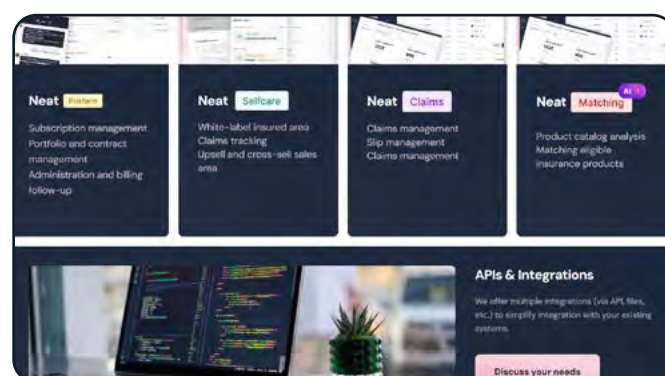 Neat Platform
Subscription management
Portfolio and contract
management
Administration and billing
follow-up
Neat Selfcare
White-label insured area
Claims tracking
Upsell and cross-sell sales
area
Neat Claims
Claims management
Slip management
Claims management
AI
Neat Matching
Product catalog analysis
Matching eligible
insurance products
APIs & Integrations
We offer multiple integrations (via API, files,
etc.) to simplify integration with your existing
systems.
Discuss your needs